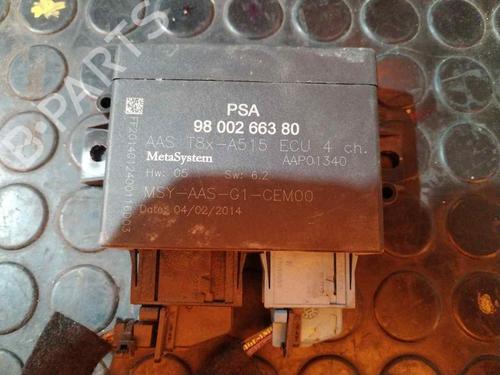 B-PARTS
PSA
98 002 663 80
AAS T8x-A515 ECU 4 ch.
MetaSystem AAP01340
Hw: 05 Sw: 6.2
MSY-AAS-G1-CEM00
Date: 04/02/2014